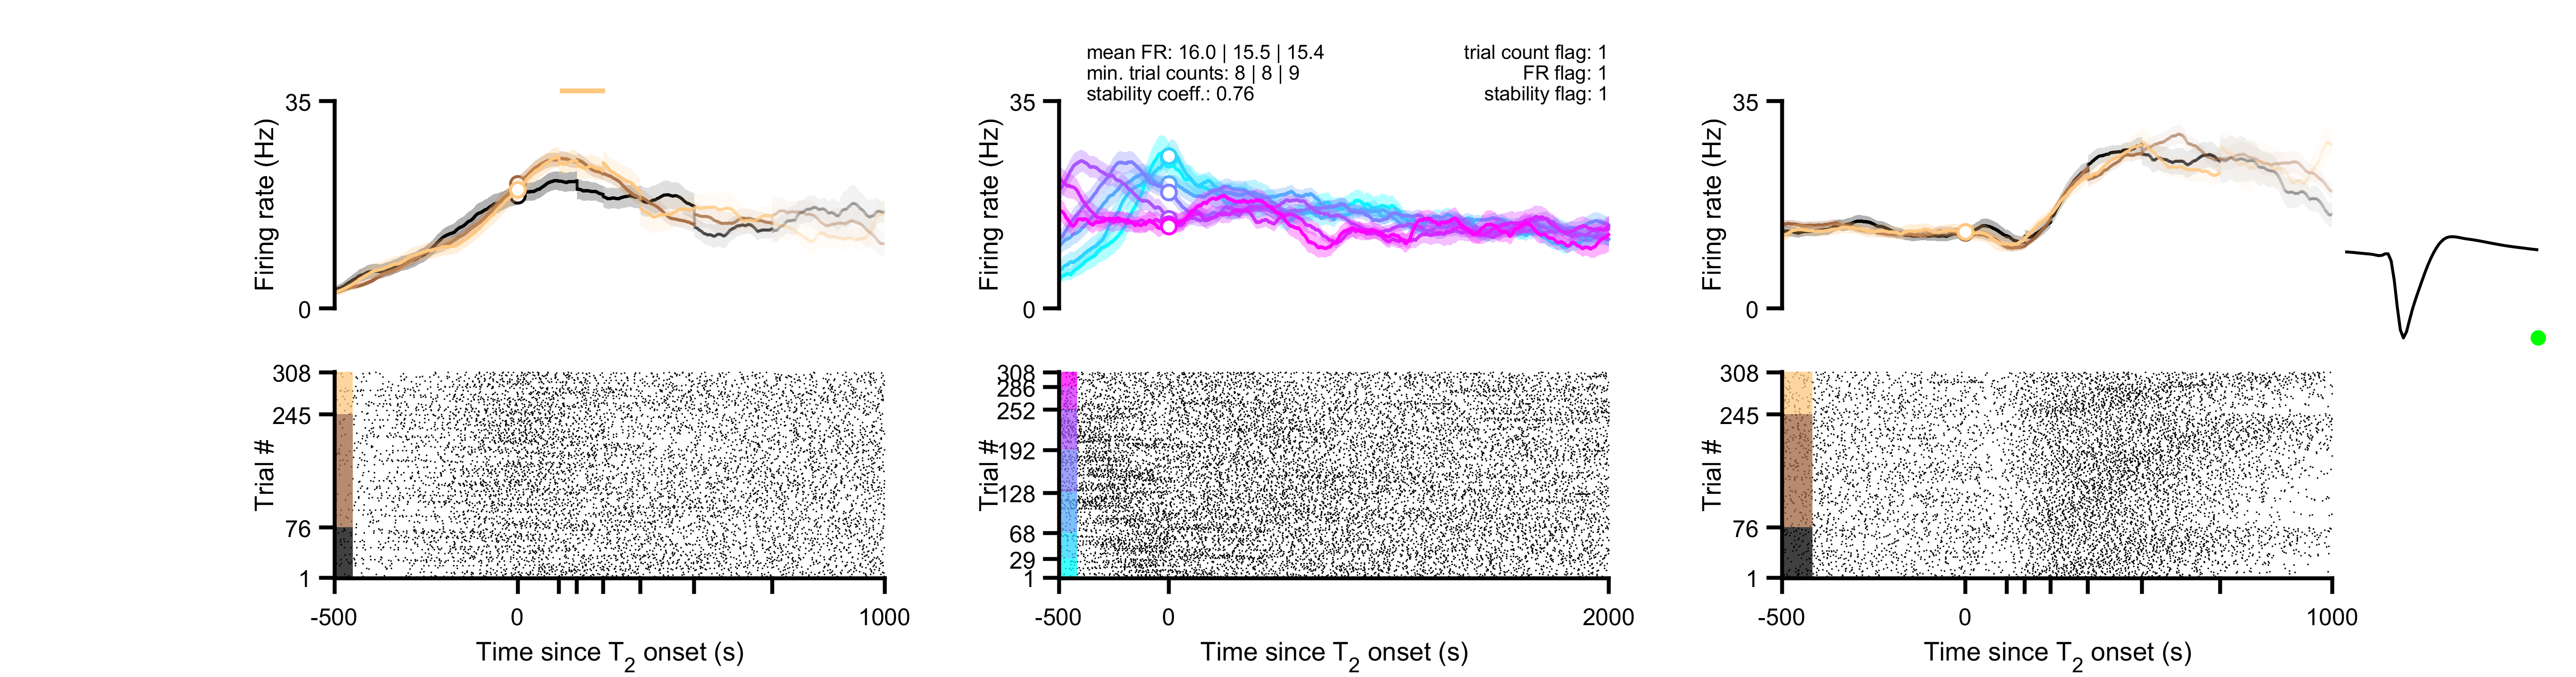 mean FR: 16.0 | 15.5 | 15.4
min. trial counts: 8 | 8 | 9
stability coeff.: 0.76
trial count flag: 1
FR flag: 1
stability flag: 1
35
Firing rate (Hz)
0
35
Firing rate (Hz)
0
35
Firing rate (Hz)
0
308
245
Trial #
76
1
-500
0
1000
Time since T2 onset (s)
308
286
252
Trial #
192
128
68
29
1
-500
0
2000
Time since T2 onset (s)
308
245
Trial #
76
1
-500
0
1000
Time since T2 onset (s)